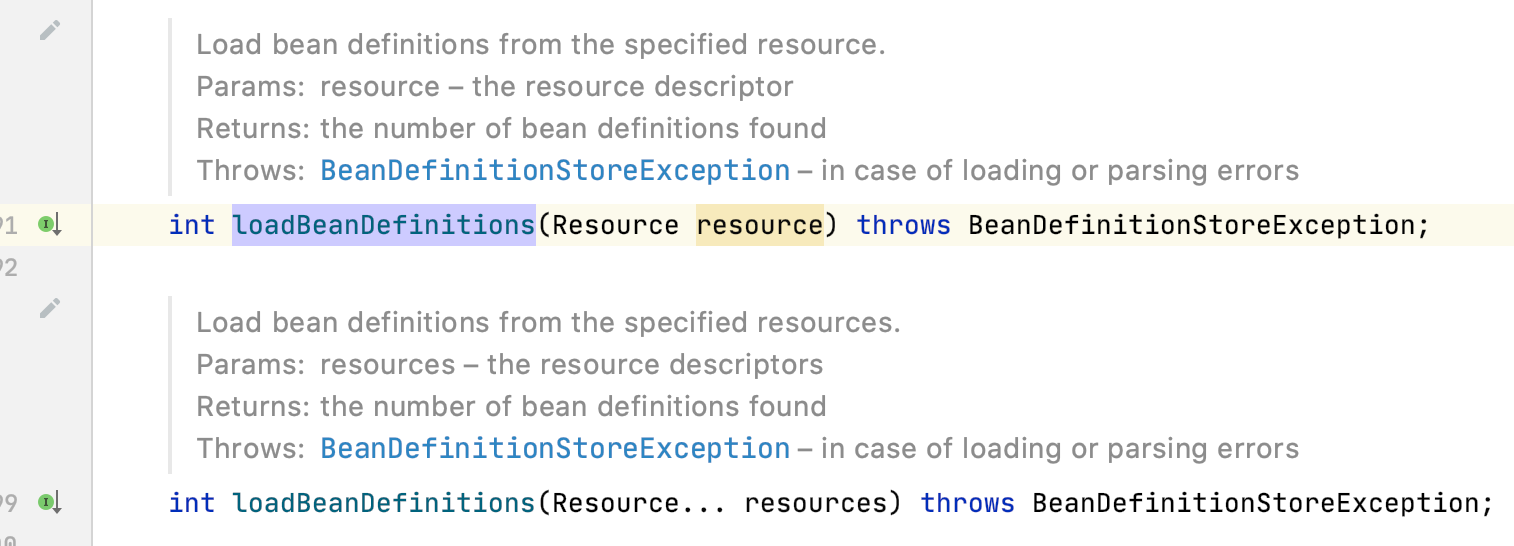 Load bean definitions from the specified resource.
Params: resource – the resource descriptor
Returns: the number of bean definitions found
Throws: BeanDefinitionStoreException – in case of loading or parsing errors
91 int loadBeanDefinitions(Resource resource) throws BeanDefinitionStoreException;
92
Load bean definitions from the specified resources.
Params: resources – the resource descriptors
Returns: the number of bean definitions found
Throws: BeanDefinitionStoreException – in case of loading or parsing errors
99 int loadBeanDefinitions(Resource... resources) throws BeanDefinitionStoreException;